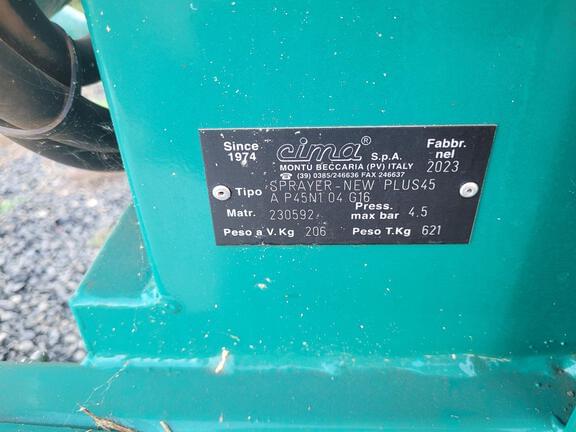 Since 1974 cima® S.p.A. Fabbr. nel 2023
MONTU BECCARIA (PV) ITALY
☎ (39) 0385/246636 FAX 246637
Tipo SPRAYER-NEW PLUS45
A P45N1 04 G16
Matr. 230592 Press. max bar 4.5
Peso a V. Kg 206 Peso T.Kg 621